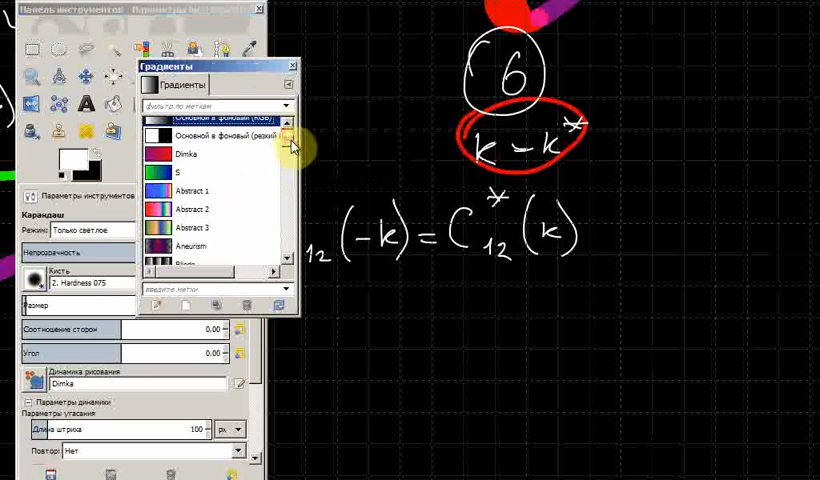 Панель инструментов - Параметры
Градиенты
Градиенты
фильтр по меткам
Основной в фоновый (RGB)
Основной в фоновый (резкий
Dimka
S
Abstract 1
Abstract 2
Abstract 3
Aneurism
Blinds
введите метки
Параметры инструментов
Карандаш
Режим: Только светлое
Непрозрачность
Кисть
2. Hardness 075
Размер
Соотношение сторон 0,00
Угол 0,00
Динамика рисования
Dimka
Параметры динамики
Параметры угасания
Длина штриха 100 px
Повтор: Нет
6
k - k*
12 (-k) = C*12 (k)